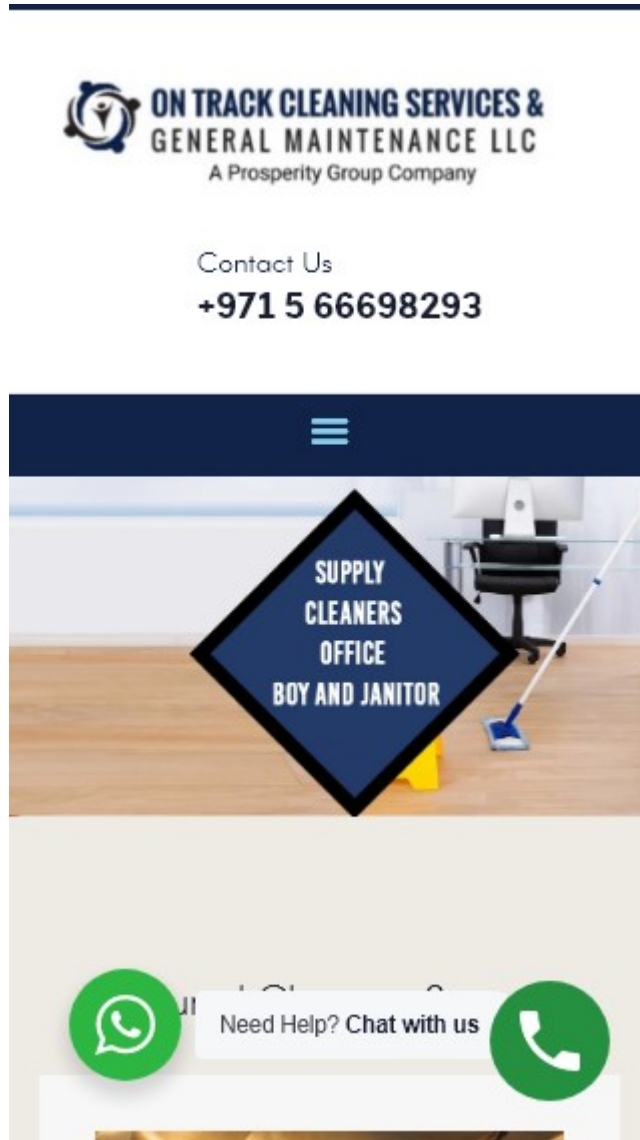 ON TRACK CLEANING SERVICES &
GENERAL MAINTENANCE LLC
A Prosperity Group Company
Contact Us
+971 5 66698293
SUPPLY
CLEANERS
OFFICE
BOY AND JANITOR
Need Help? Chat with us